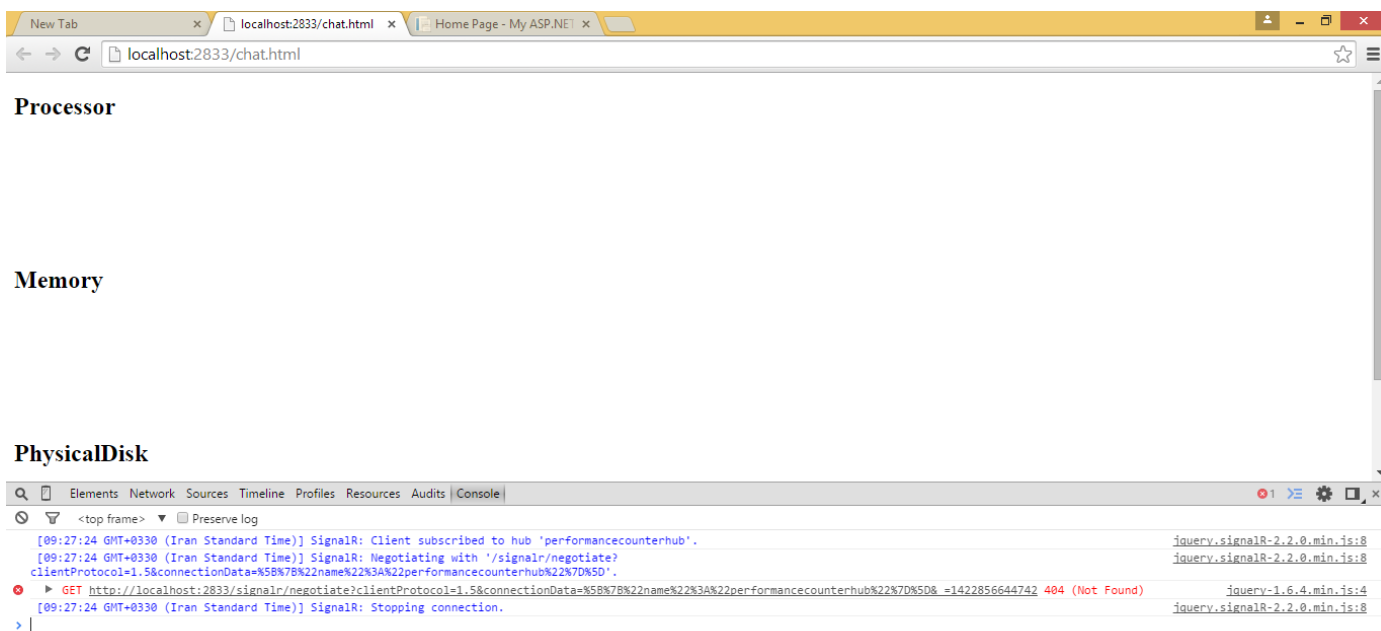 New Tab
localhost:2833/chat.html
Home Page - My ASP.NET
localhost:2833/chat.html
Processor
Memory
PhysicalDisk
Elements Network Sources Timeline Profiles Resources Audits Console
1
<top frame> ▼ Preserve log
[09:27:24 GMT+0330 (Iran Standard Time)] SignalR: Client subscribed to hub 'performancecounterhub'. jquery.signalR-2.2.0.min.js:8
[09:27:24 GMT+0330 (Iran Standard Time)] SignalR: Negotiating with '/signalr/negotiate? jquery.signalR-2.2.0.min.js:8
clientProtocol=1.5&connectionData=%5B%7B%22name%22%3A%22performancecounterhub%22%7D%5D'.
▶ GET http://localhost:2833/signalr/negotiate?clientProtocol=1.5&connectionData=%5B%7B%22name%22%3A%22performancecounterhub%22%7D%5D&_=1422856644742 404 (Not Found) jquery-1.6.4.min.js:4
[09:27:24 GMT+0330 (Iran Standard Time)] SignalR: Stopping connection. jquery.signalR-2.2.0.min.js:8
>